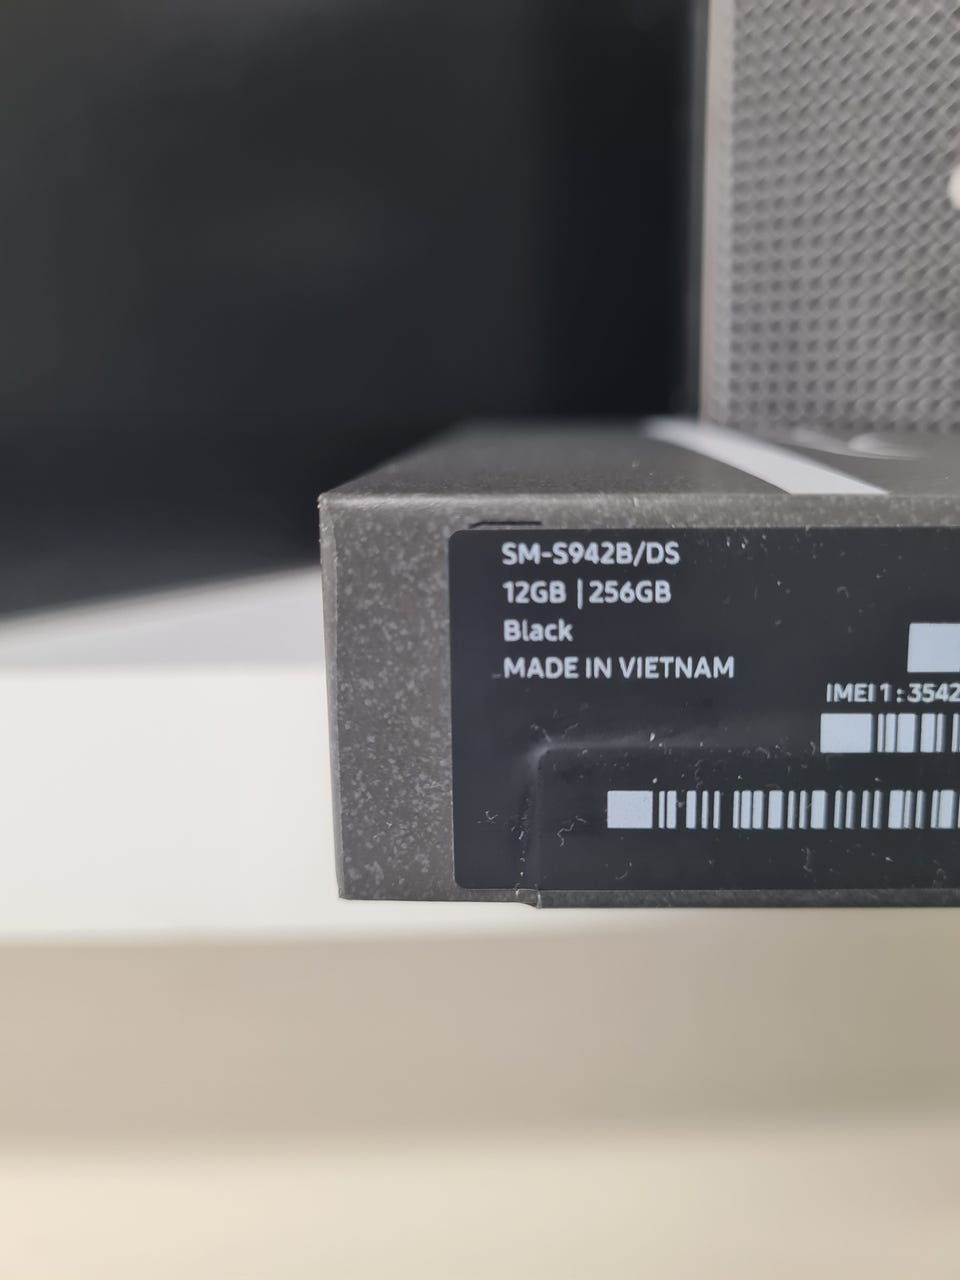 SM-S942B/DS
12GB | 256GB
Black
MADE IN VIETNAM
IMEI 1 : 3542